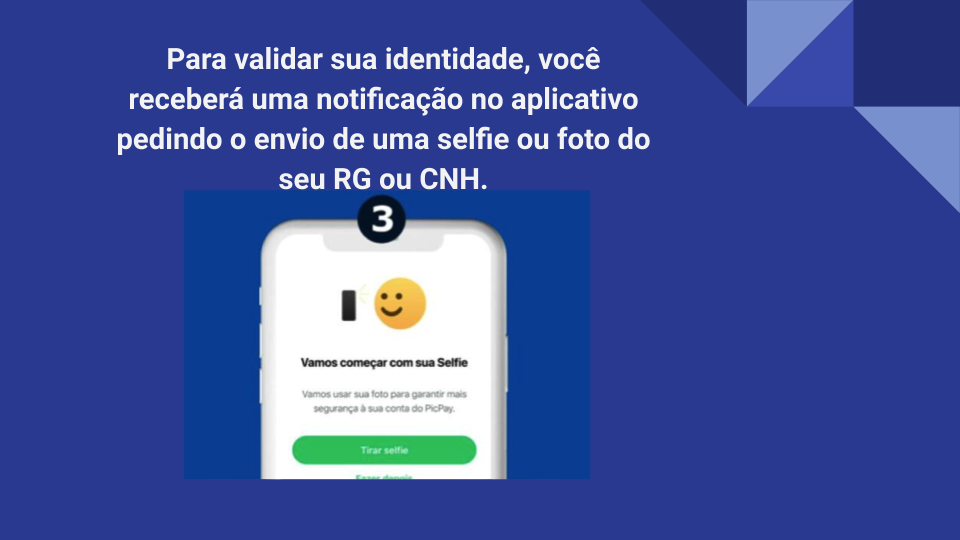 Para validar sua identidade, você
receberá uma notificação no aplicativo
pedindo o envio de uma selfie ou foto do
seu RG ou CNH.
3
Vamos começar com sua Selfie
Vamos usar sua foto para garantir mais
segurança à sua conta do PicPay.
Tirar selfie
Fazer depois